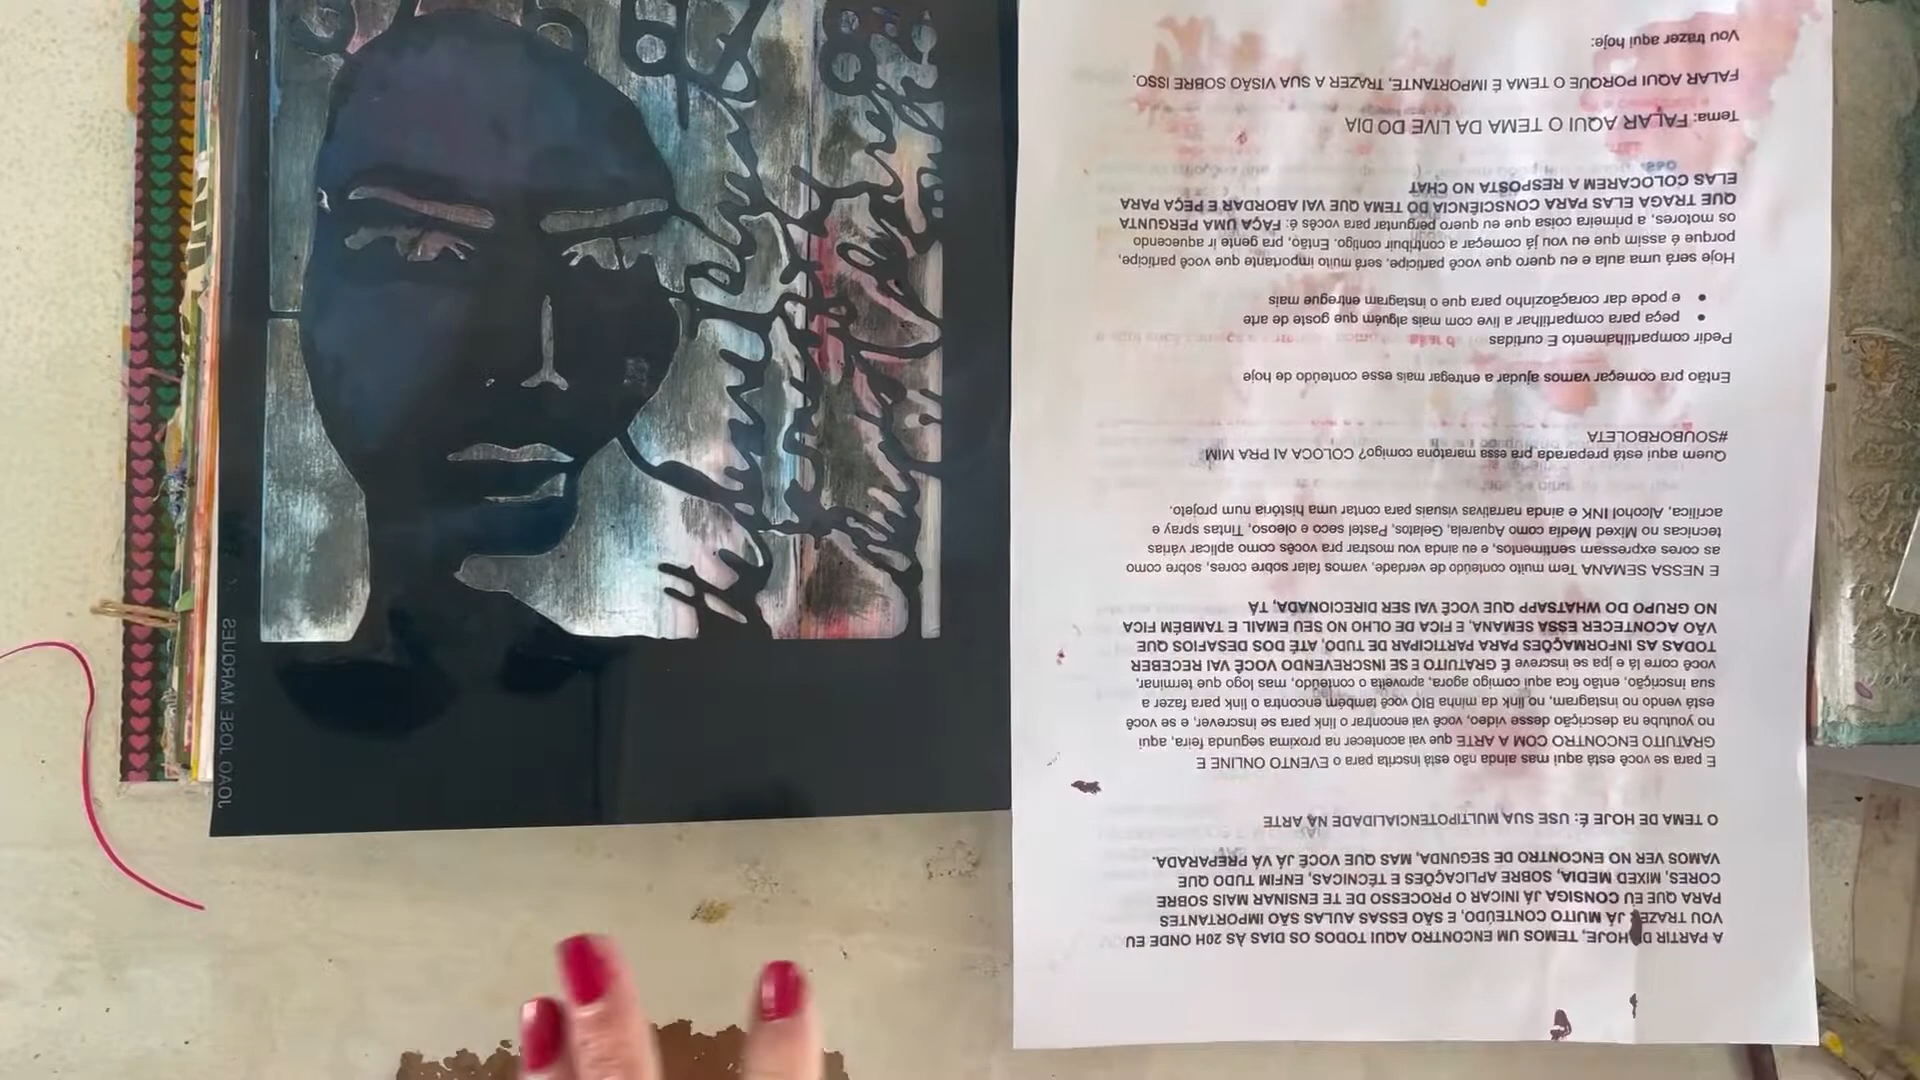 A PARTIR DE HOJE, TEMOS UM ENCONTRO AQUI TODOS OS DIAS ÀS 20H ONDE EU
VOU TRAZER JÁ MUITO CONTEÚDO, E SÃO ESSAS AULAS SÃO IMPORTANTES
PARA QUE EU CONSIGA JÁ INICAR O PROCESSO DE TE ENSINAR MAIS SOBRE
CORES, MIXED MEDIA, SOBRE APLICAÇÕES E TÉCNICAS, ENFIM TUDO QUE
VAMOS VER NO ENCONTRO DE SEGUNDA, MAS QUE VOCÊ JÁ VÁ PREPARADA.
O TEMA DE HOJE É: USE SUA MULTIPOTENCIALIDADE NA ARTE
E para se você está aqui mas ainda não está inscrita para o EVENTO ONLINE E
GRATUITO ENCONTRO COM A ARTE que vai acontecer na proxima segunda feira, aqui
no youtube na descrição desse video, você vai encontrar o link para se inscrever, e se você
está vendo no instagram, no link da minha BIO você também encontra o link para fazer a
sua inscrição, então fica aqui comigo agora, aproveita o conteúdo, mas logo que terminar,
você corre lá e jpa se inscreve É GRATUITO E SE INSCREVENDO VOCÊ VAI RECEBER
TODAS AS INFORMAÇÕES PARA PARTICIPAR DE TUDO, ATÉ DOS DESAFIOS QUE
VÃO ACONTECER ESSA SEMANA, E FICA DE OLHO NO SEU EMAIL E TAMBÉM FICA
NO GRUPO DO WHATSAPP QUE VOCÊ VAI SER DIRECIONADA, TÁ
E NESSA SEMANA Tem muito conteúdo de verdade, vamos falar sobre cores, sobre como
as cores expressam sentimentos, e eu ainda vou mostrar pra vocês como aplicar várias
tecnicas no Mixed Media como Aquarela, Gelatos, Pastel seco e oleoso, Tintas spray e
acrílica, Alcohol INK e ainda narrativas visuais para contar uma história num projeto.
Quem aqui está preparada pra essa maratona comigo? COLOCA AI PRA MIM
#SOUBORBOLETA
Então pra começar vamos ajudar a entregar mais esse conteúdo de hoje
Pedir compartilhamento E curtidas
● peça para compartilhar a live com mais alguém que goste de arte
● e pode dar coraçãozinho para que o instagram entregue mais
Hoje será uma aula e eu quero que você participe, será muito importante que você participe,
porque é assim que eu vou já começar a contribuir contigo. Então, pra gente ir aquecendo
os motores, a primeira coisa que eu quero perguntar para vocês é: FAÇA UMA PERGUNTA
QUE TRAGA ELAS PARA CONSCIÊNCIA DO TEMA QUE VAI ABORDAR E PEÇA PARA
ELAS COLOCAREM A RESPOSTA NO CHAT
Tema: FALAR AQUI O TEMA DA LIVE DO DIA
FALAR AQUI PORQUE O TEMA É IMPORTANTE, TRAZER A SUA VISÃO SOBRE ISSO.
Vou trazer aqui hoje:
JOÃO JOSÉ MARQUES